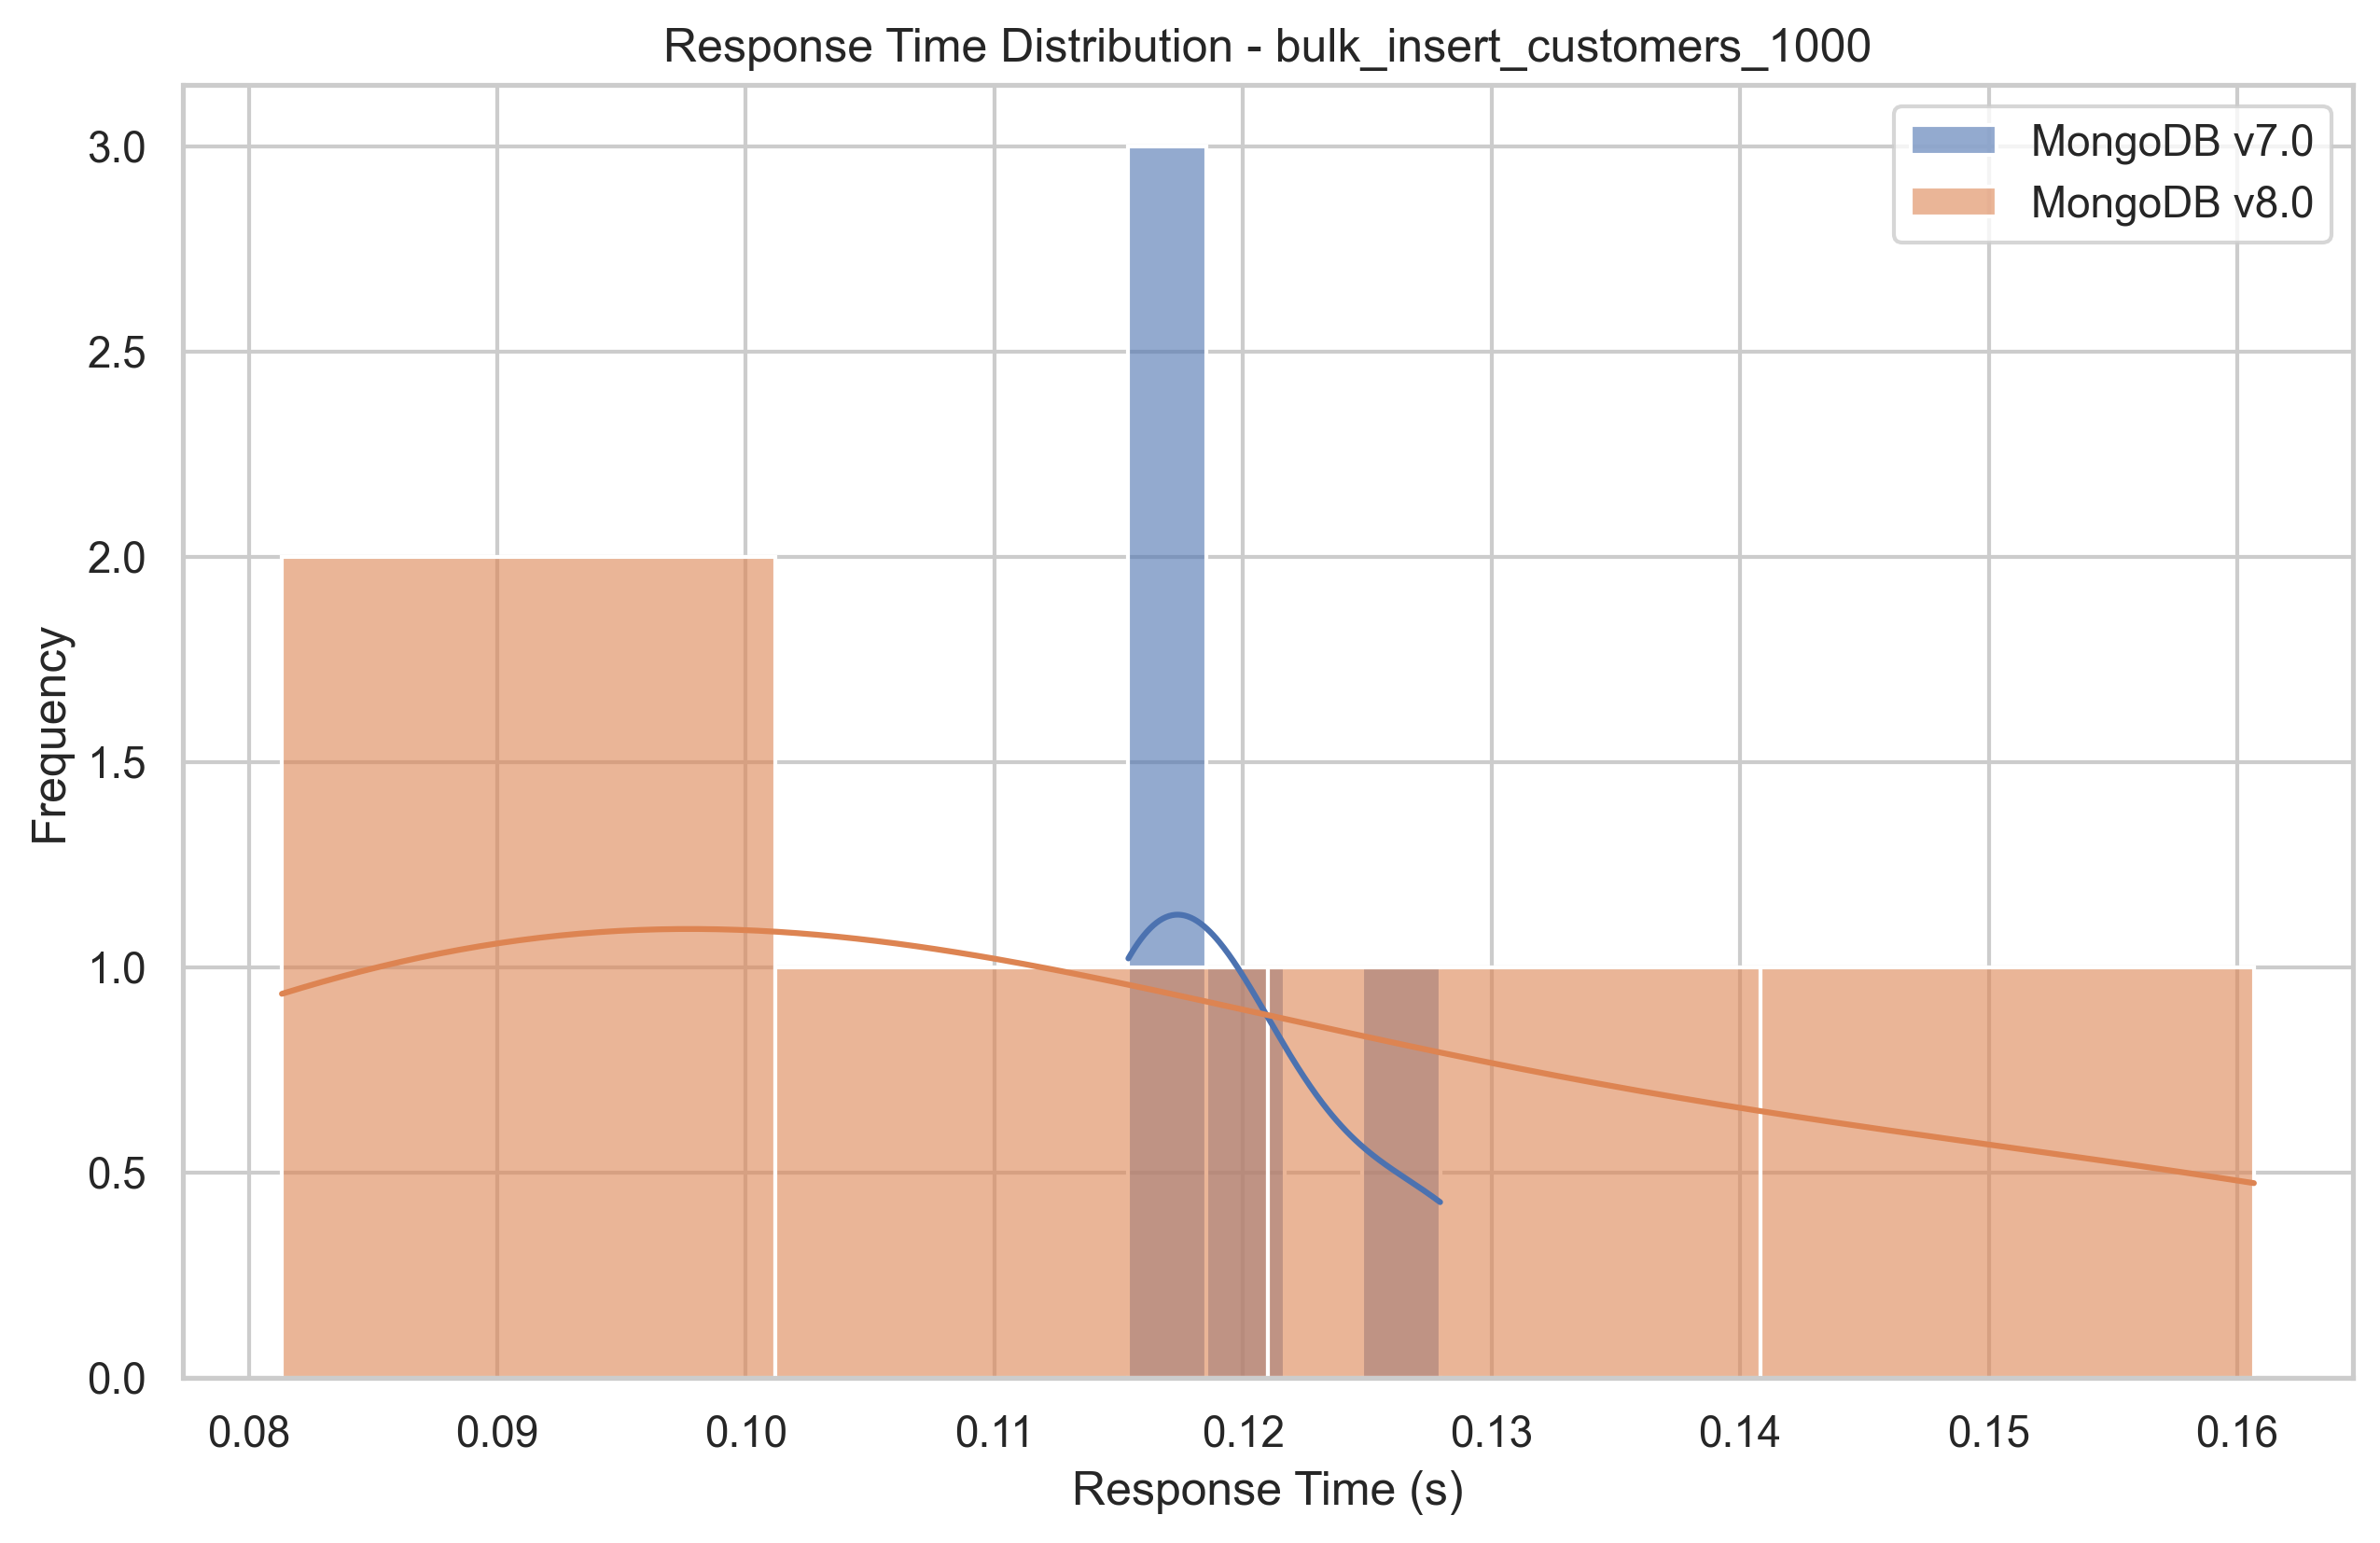 Response Time Distribution - bulk_insert_customers_1000
MongoDB v7.0
MongoDB v8.0
Frequency
3.0
2.5
2.0
1.5
1.0
0.5
0.0
0.08 0.09 0.10 0.11 0.12 0.13 0.14 0.15 0.16
Response Time (s)